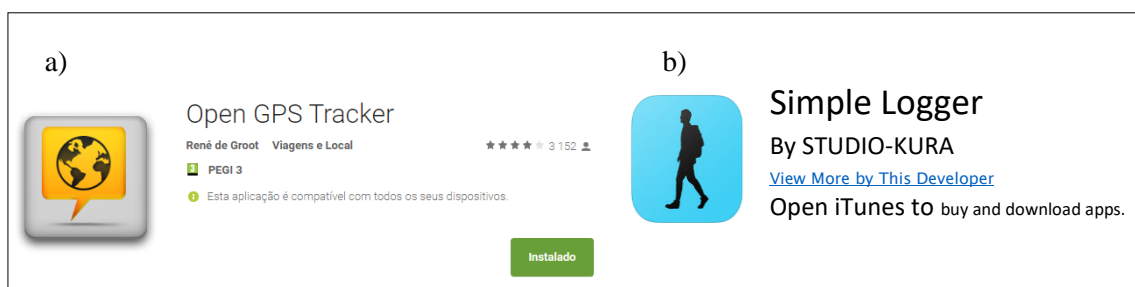 a)
Open GPS Tracker
René de Groot Viagens e Local 3 152
3 PEGI 3
Esta aplicação é compatível com todos os seus dispositivos.
Instalado
b)
Simple Logger
By STUDIO-KURA
View More by This Developer
Open iTunes to buy and download apps.